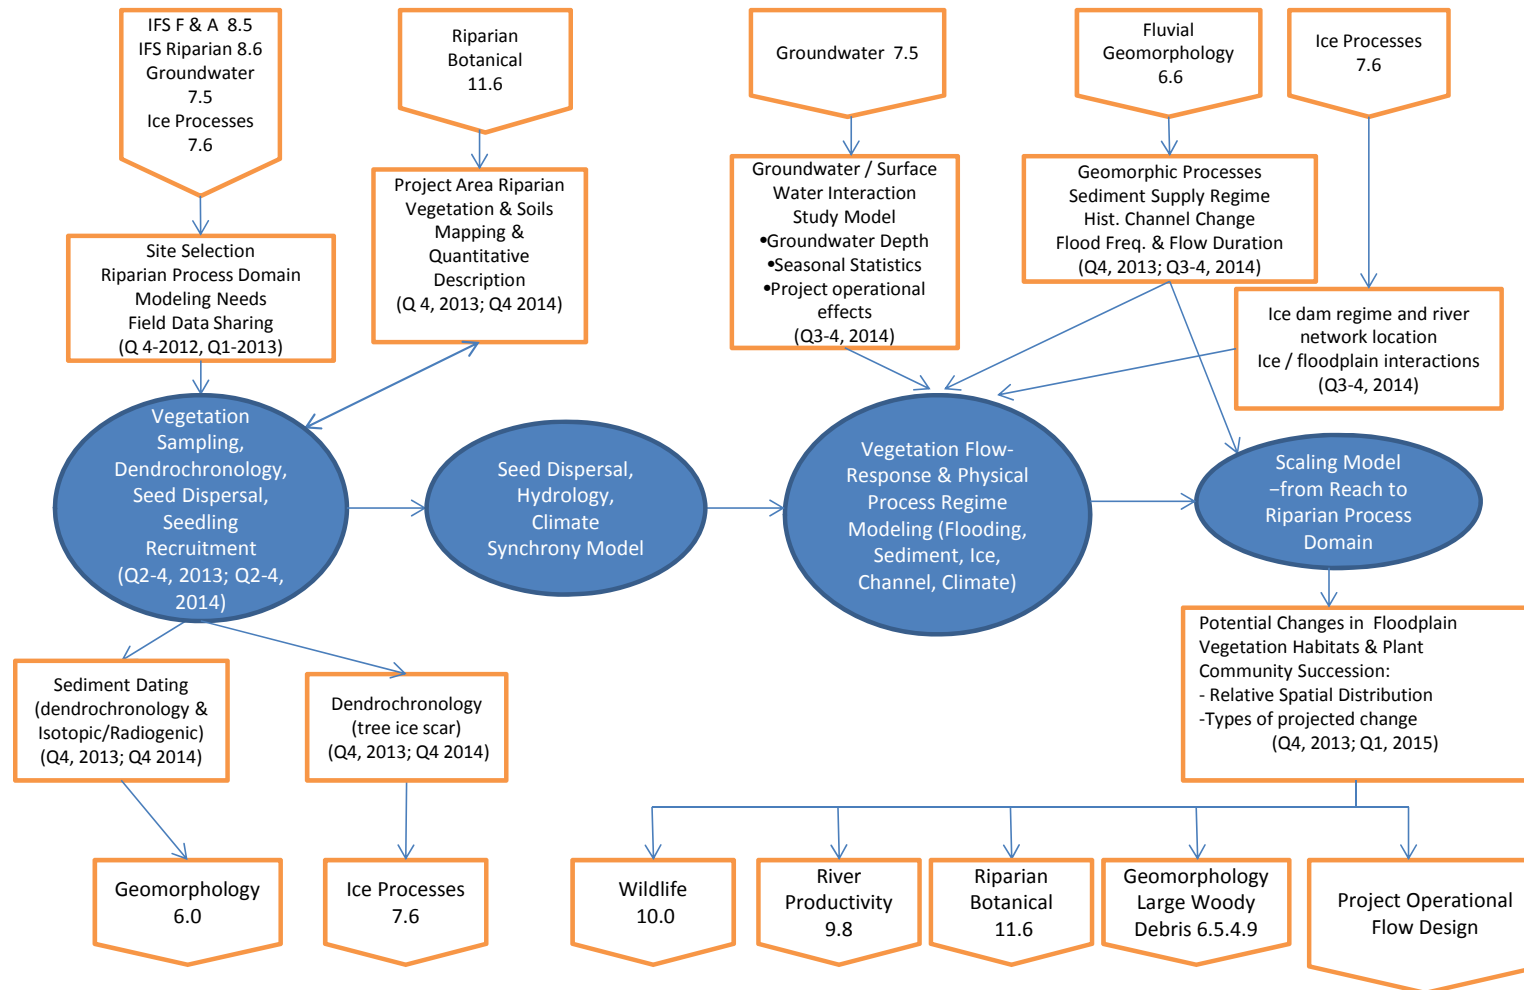 IFS F & A  8.5
IFS Riparian 8.6
Groundwater
7.5
Ice Processes
7.6
Riparian
Botanical
11.6
Groundwater  7.5
Fluvial
Geomorphology
6.6
Ice Processes
7.6
Site Selection
Riparian Process Domain
Modeling Needs
Field Data Sharing
(Q 4-2012, Q1-2013)
Project Area Riparian
Vegetation & Soils
Mapping &
Quantitative
Description
(Q 4, 2013; Q4 2014)
Groundwater / Surface
Water Interaction
Study Model
•Groundwater Depth
•Seasonal Statistics
•Project operational
effects
(Q3-4, 2014)
Geomorphic Processes
Sediment Supply Regime
Hist. Channel Change
Flood Freq. & Flow Duration
(Q4, 2013; Q3-4, 2014)
Ice dam regime and river
network location
Ice / floodplain interactions
(Q3-4, 2014)
Vegetation
Sampling,
Dendrochronology,
Seed Dispersal,
Seedling
Recruitment
(Q2-4, 2013; Q2-4,
2014)
Seed Dispersal,
Hydrology,
Climate
Synchrony Model
Vegetation Flow-
Response & Physical
Process Regime
Modeling (Flooding,
Sediment, Ice,
Channel, Climate)
Scaling Model
–from Reach to
Riparian Process
Domain
Sediment Dating
(dendrochronology &
Isotopic/Radiogenic)
(Q4, 2013; Q4 2014)
Dendrochronology
(tree ice scar)
(Q4, 2013; Q4 2014)
Potential Changes in  Floodplain
Vegetation Habitats & Plant
Community Succession:
- Relative Spatial Distribution
-Types of projected change
(Q4, 2013; Q1, 2015)
Geomorphology
6.0
Ice Processes
7.6
Wildlife
10.0
River
Productivity
9.8
Riparian
Botanical
11.6
Geomorphology
Large Woody
Debris 6.5.4.9
Project Operational
Flow Design